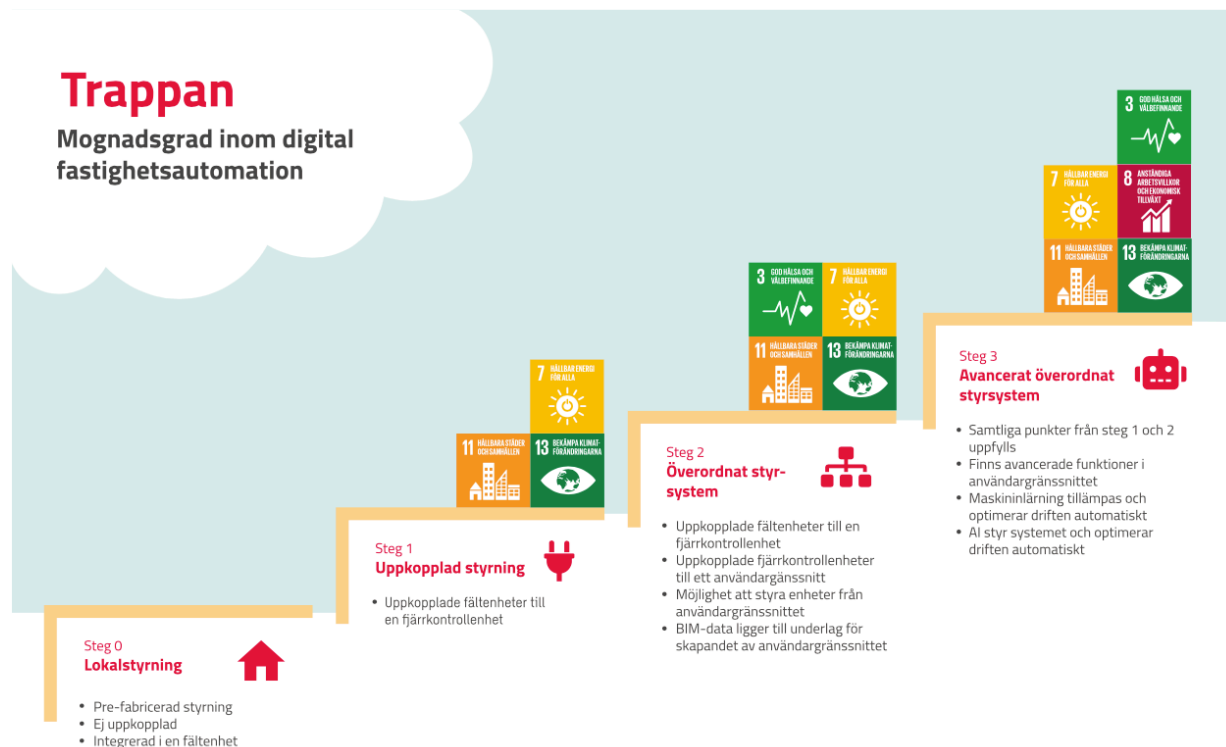 Trappan
Mognadsgrad inom digital
fastighetsautomation
Steg 0
Lokalstyrning
• Pre-fabricerad styrning
• Ej uppkopplad
• Integrerad i en fältenhet
7 HÅLLBAR ENERGI
FÖR ALLA
11 HÅLLBARA STÄDER
OCH SAMHÄLLEN
13 BEKÄMPA KLIMAT-
FÖRÄNDRINGARNA
Steg 1
Uppkopplad styrning
• Uppkopplade fältenheter till
en fjärrkontrollenhet
3 GOD HÄLSA OCH
VÄLBEFINNANDE
7 HÅLLBAR ENERGI
FÖR ALLA
11 HÅLLBARA STÄDER
OCH SAMHÄLLEN
13 BEKÄMPA KLIMAT-
FÖRÄNDRINGARNA
Steg 2
Överordnat styr-
system
• Uppkopplade fältenheter till en
fjärrkontrollenhet
• Uppkopplade fjärrkontrollenheter
till ett användargänssnitt
• Möjlighet att styra enheter från
användargränssnittet
• BIM-data ligger till underlag för
skapandet av användargränssnittet
3 GOD HÄLSA OCH
VÄLBEFINNANDE
7 HÅLLBAR ENERGI
FÖR ALLA
8 ANSTÄNDIGA
ARBETSVILLKOR
OCH EKONOMISK
TILLVÄXT
11 HÅLLBARA STÄDER
OCH SAMHÄLLEN
13 BEKÄMPA KLIMAT-
FÖRÄNDRINGARNA
Steg 3
Avancerat överordnat
styrsystem
• Samtliga punkter från steg 1 och 2
uppfylls
• Finns avancerade funktioner i
användargränssnittet
• Maskininlärning tillämpas och
optimerar driften automatiskt
• AI styr systemet och optimerar
driften automatiskt